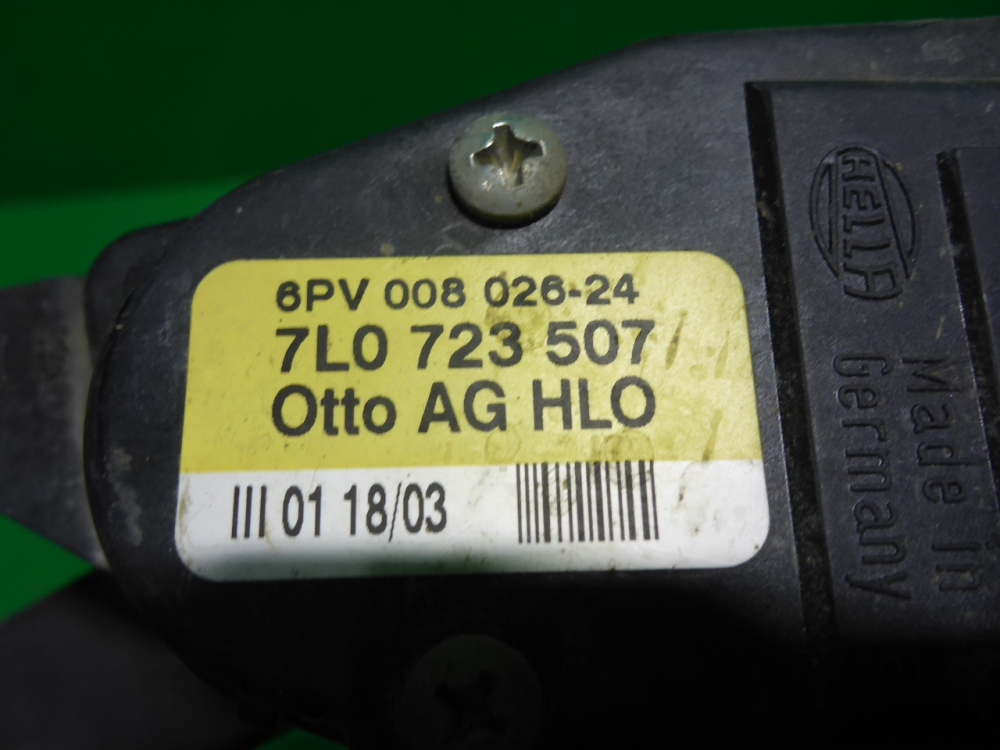 6PV 008 026-24
7L0 723 507
Otto AG HLO
III 01 18/03
HELLA
Made in
Germany